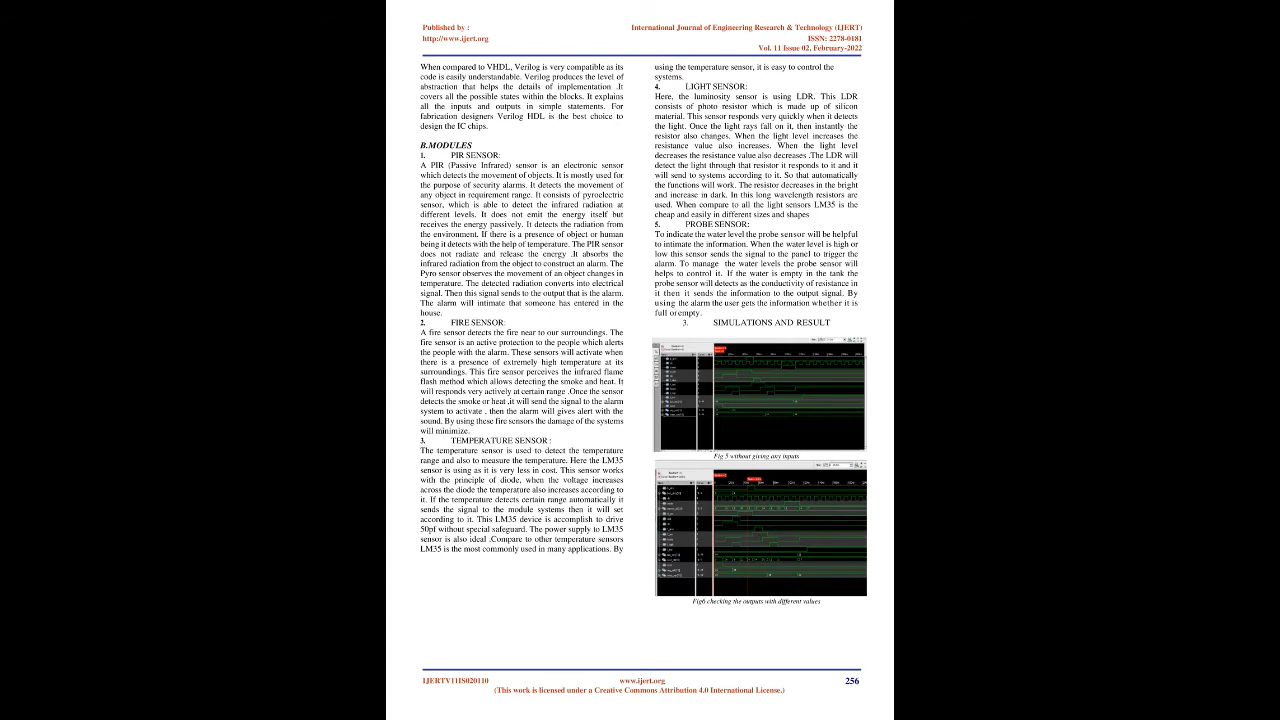 Published by :
International Journal of Engineering Research & Technology (IJERT)
http://www.ijert.org
ISSN: 2278-0181
Vol. 11 Issue 02, February-2022
When compared to VHDL, Verilog is very compatible as its
code is easily understandable. Verilog produces the level of
abstraction that helps the details of implementation .It
covers all the possible states within the blocks. It explains
all the inputs and outputs in simple statements. For
fabrication designers Verilog HDL is the best choice to
design the IC chips.
B.MODULES
1. PIR SENSOR:
A PIR (Passive Infrared) sensor is an electronic sensor
which detects the movement of objects. It is mostly used for
the purpose of security alarms. It detects the movement of
any object in requirement range. It consists of pyroelectric
sensor, which is able to detect the infrared radiation at
different levels. It does not emit the energy itself but
receives the energy passively. It detects the radiation from
the environment. If there is a presence of object or human
being it detects with the help of temperature. The PIR sensor
does not radiate and release the energy .It absorbs the
infrared radiation from the object to construct an alarm. The
Pyro sensor observes the movement of an object changes in
temperature. The detected radiation converts into electrical
signal. Then this signal sends to the output that is the alarm.
The alarm will intimate that someone has entered in the
house.
2. FIRE SENSOR:
A fire sensor detects the fire near to our surroundings. The
fire sensor is an active protection to the people which alerts
the people with the alarm. These sensors will activate when
there is a presence of extremely high temperature at its
surroundings. This fire sensor perceives the infrared flame
flash method which allows detecting the smoke and heat. It
will responds very actively at certain range .Once the sensor
detects the smoke or heat ,it will send the signal to the alarm
system to activate , then the alarm will gives alert with the
sound. By using these fire sensors the damage of the systems
will minimize.
3. TEMPERATURE SENSOR :
The temperature sensor is used to detect the temperature
range and also to measure the temperature. Here the LM35
sensor is using as it is very less in cost. This sensor works
with the principle of diode, when the voltage increases
across the diode the temperature also increases according to
it. If the temperature detects certain range automatically it
sends the signal to the module systems then it will set
according to it. This LM35 device is accomplish to drive
50pf without special safeguard. The power supply to LM35
sensor is also ideal .Compare to other temperature sensors
LM35 is the most commonly used in many applications. By
using the temperature sensor, it is easy to control the
systems.
4. LIGHT SENSOR:
Here, the luminosity sensor is using LDR. This LDR
consists of photo resistor which is made up of silicon
material. This sensor responds very quickly when it detects
the light. Once the light rays fall on it, then instantly the
resistor also changes. When the light level increases the
resistance value also increases. When the light level
decreases the resistance value also decreases .The LDR will
detect the light through that resistor it responds to it and it
will send to systems according to it. So that automatically
the functions will work. The resistor decreases in the bright
and increase in dark. In this long wavelength resistors are
used. When compare to all the light sensors LM35 is the
cheap and easily in different sizes and shapes
5. PROBE SENSOR:
To indicate the water level the probe sensor will be helpful
to intimate the information. When the water level is high or
low this sensor sends the signal to the panel to trigger the
alarm. To manage the water levels the probe sensor will
helps to control it. If the water is empty in the tank the
probe sensor will detects as the conductivity of resistance in
it then it sends the information to the output signal. By
using the alarm the user gets the information whether it is
full or empty.
3. SIMULATIONS AND RESULT
Fig 5 without giving any inputs
Fig6 checking the outputs with different values
IJERTV11IS020110
www.ijert.org
256
(This work is licensed under a Creative Commons Attribution 4.0 International License.)